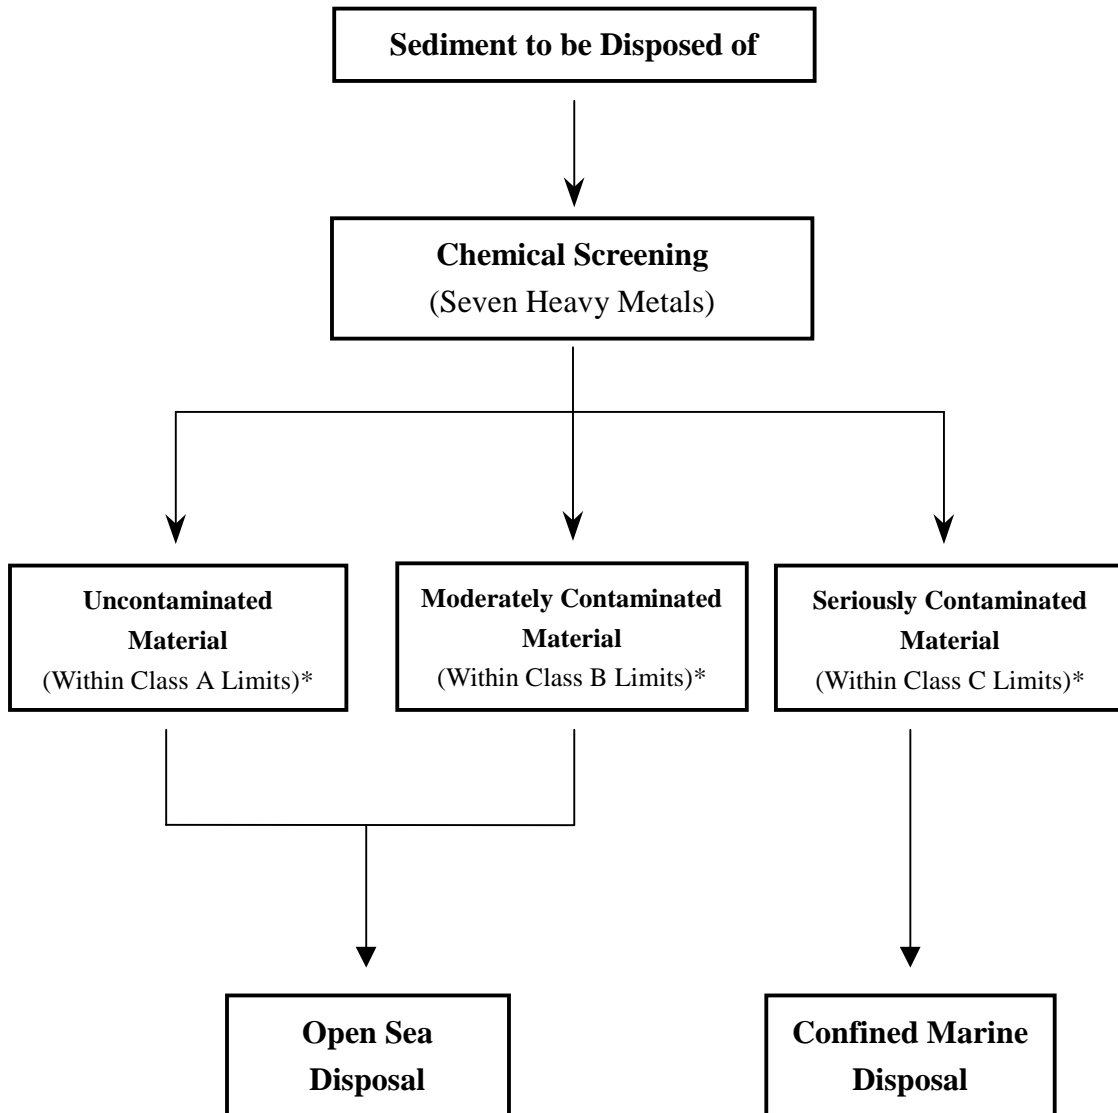 Sediment to be Disposed of
Chemical Screening
(Seven Heavy Metals)
Uncontaminated
Material
(Within Class A Limits)*
Moderately Contaminated
Material
(Within Class B Limits)*
Seriously Contaminated
Material
(Within Class C Limits)*
Open Sea
Disposal
Confined Marine
Disposal